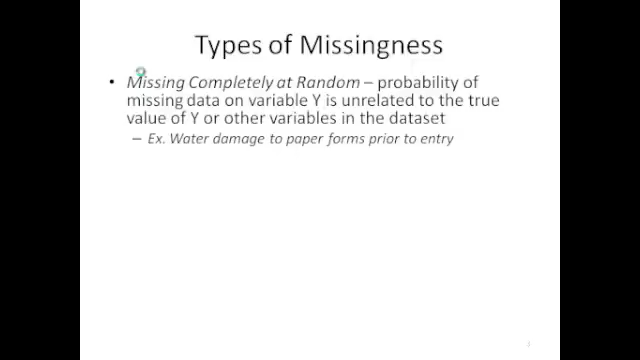 Types of Missingness
• Missing Completely at Random – probability of
missing data on variable Y is unrelated to the true
value of Y or other variables in the dataset
– Ex. Water damage to paper forms prior to entry